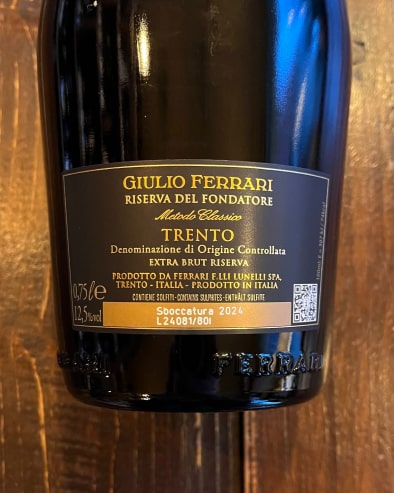 GIULIO FERRARI
RISERVA DEL FONDATORE
Metodo Classico
TRENTO
Denominazione di Origine Controllata
EXTRA BRUT RISERVA
PRODOTTO DA FERRARI F.LLI LUNELLI SPA,
TRENTO - ITALIA - PRODOTTO IN ITALIA
CONTIENE SOLFITI-CONTAINS SULPHITES-ENTHÄLT SULFITE
0,75 l e
12,5%vol
Sboccatura 2024
L24081/801
FERRARI